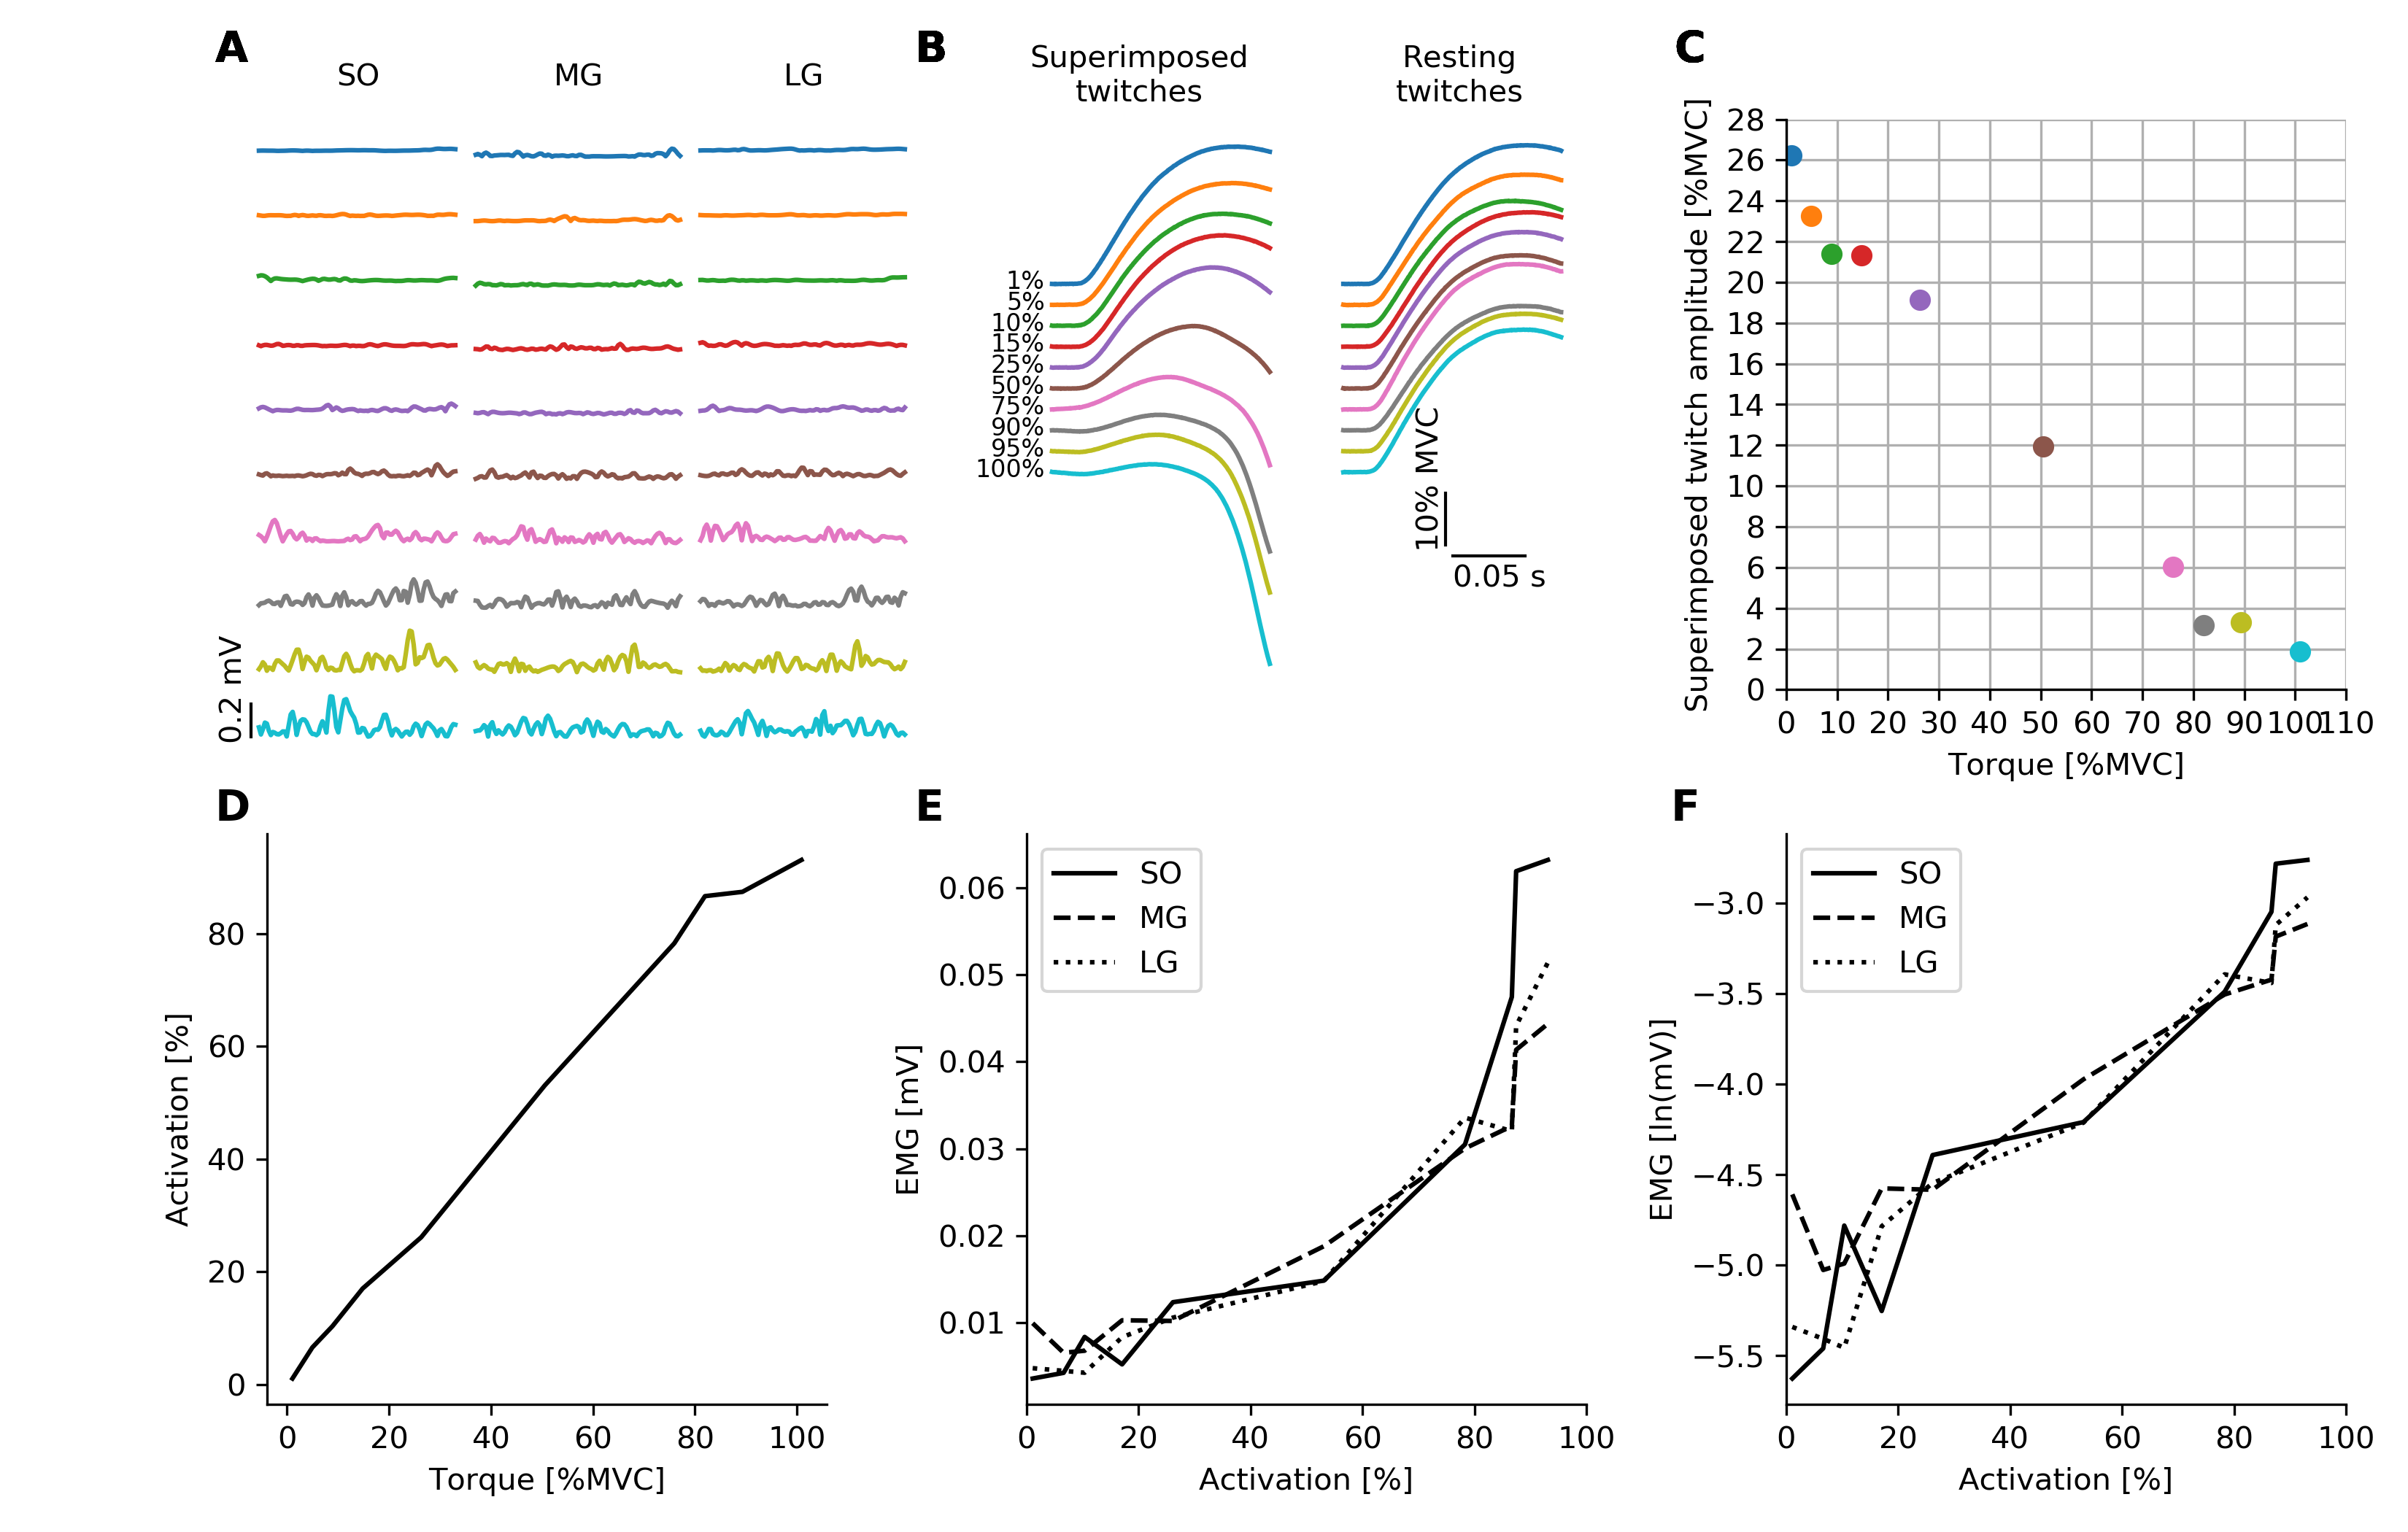 A
SO
MG
LG
0.2 mV
B
Superimposed
twitches
Resting
twitches
1%
5%
10%
15%
25%
50%
75%
90%
95%
100%
10% MVC
0.05 s
C
Superimposed twitch amplitude [%MVC]
28
26
24
22
20
18
16
14
12
10
8
6
4
2
0
0 10 20 30 40 50 60 70 80 90 100 110
Torque [%MVC]
D
Activation [%]
80
60
40
20
0
0 20 40 60 80 100
Torque [%MVC]
E
SO
MG
LG
EMG [mV]
0.06
0.05
0.04
0.03
0.02
0.01
0 20 40 60 80 100
Activation [%]
F
SO
MG
LG
EMG [ln(mV)]
−3.0
−3.5
−4.0
−4.5
−5.0
−5.5
0 20 40 60 80 100
Activation [%]